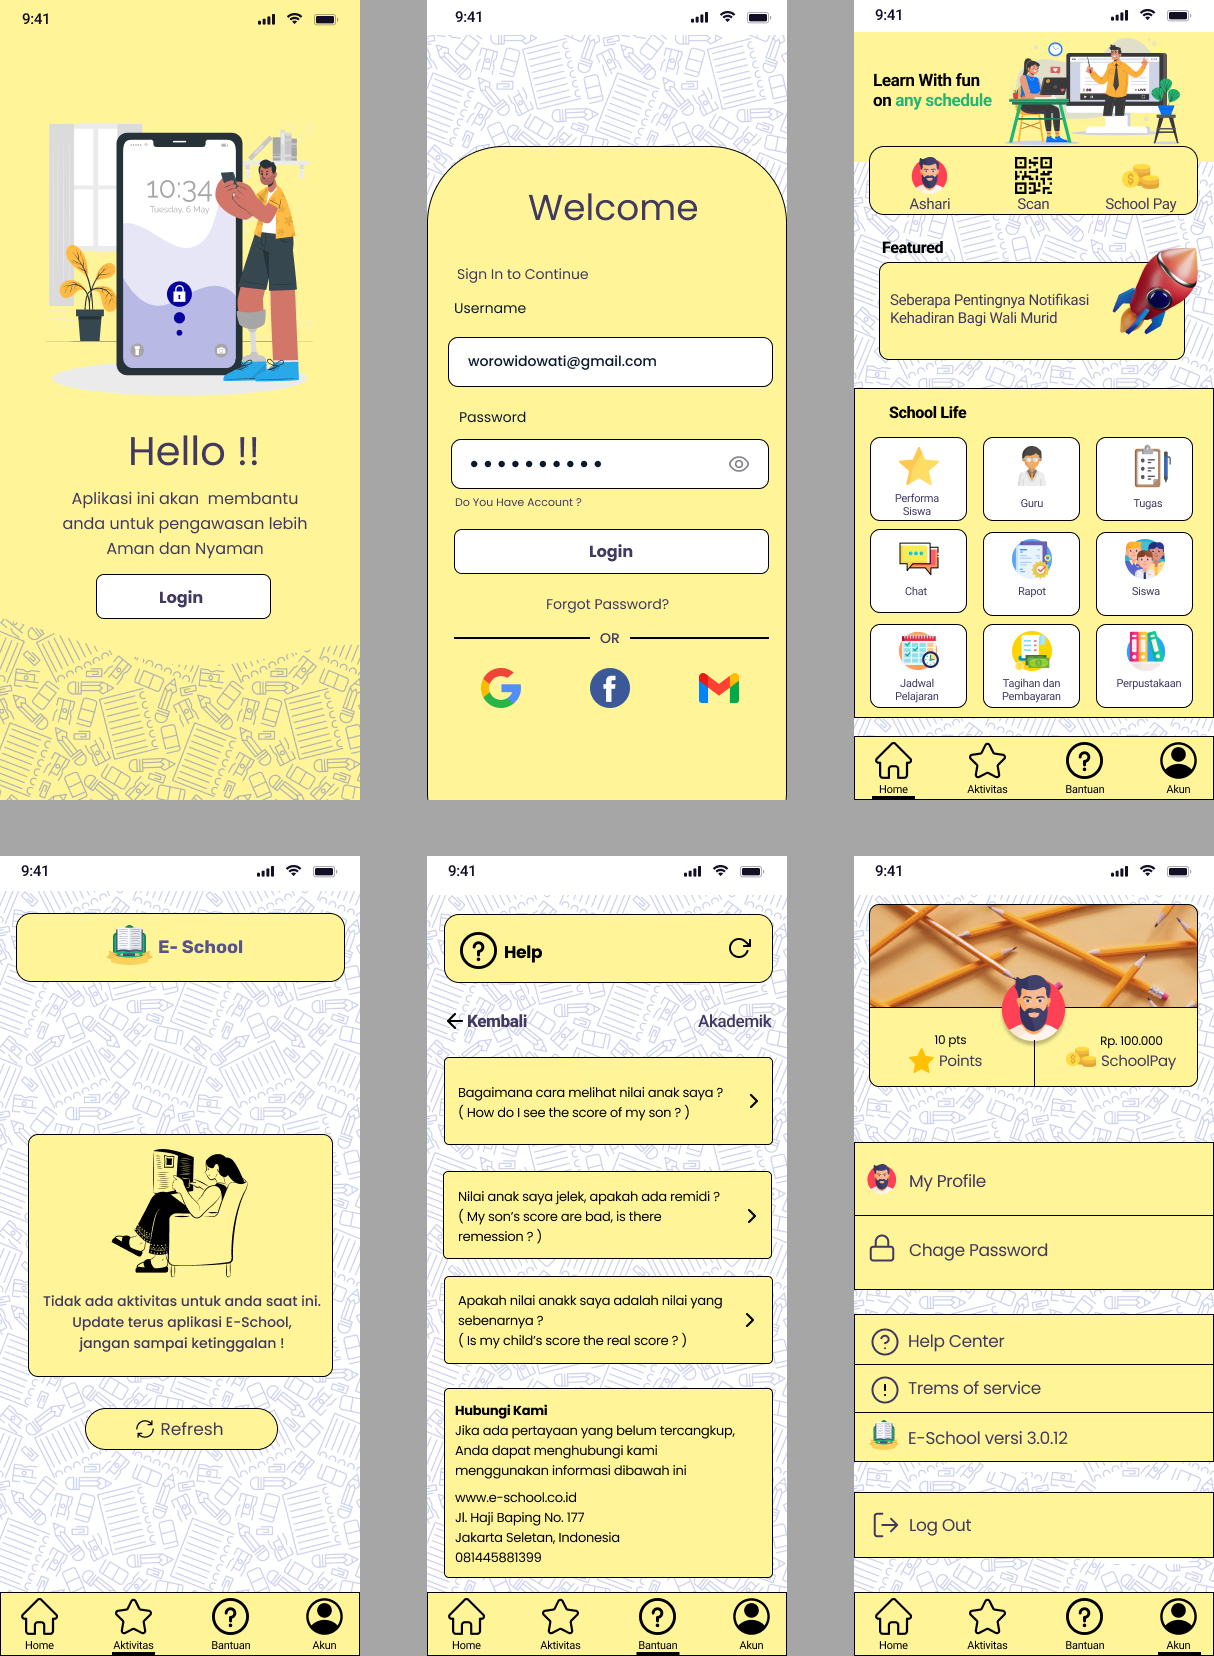 9:41
10:34
Tuesday, 6 May
Hello !!
Aplikasi ini akan membantu
anda untuk pengawasan lebih
Aman dan Nyaman
Login
9:41
Welcome
Sign In to Continue
Username
worowidowati@gmail.com
Password
Do You Have Account ?
Login
Forgot Password?
OR
9:41
Learn With fun
on any schedule
LIVE
Ashari
Scan
School Pay
Featured
Seberapa Pentingnya Notifikasi
Kehadiran Bagi Wali Murid
School Life
Performa
Siswa
Guru
Tugas
Chat
Rapot
Siswa
Jadwal
Pelajaran
Tagihan dan
Pembayaran
Perpustakaan
Home
Aktivitas
Bantuan
Akun
9:41
E- School
Tidak ada aktivitas untuk anda saat ini.
Update terus aplikasi E-School,
jangan sampai ketinggalan !
Refresh
Home
Aktivitas
Bantuan
Akun
9:41
Help
Kembali
Akademik
Bagaimana cara melihat nilai anak saya ?
( How do I see the score of my son ? )
Nilai anak saya jelek, apakah ada remidi ?
( My son's score are bad, is there
remession ? )
Apakah nilai anakk saya adalah nilai yang
sebenarnya ?
( Is my child's score the real score ? )
Hubungi Kami
Jika ada pertayaan yang belum tercangkup,
Anda dapat menghubungi kami
menggunakan informasi dibawah ini
www.e-school.co.id
Jl. Haji Baping No. 177
Jakarta Seletan, Indonesia
081445881399
Home
Aktivitas
Bantuan
Akun
9:41
10 pts
Points
Rp. 100.000
SchoolPay
My Profile
Chage Password
Help Center
Trems of service
E-School versi 3.0.12
Log Out
Home
Aktivitas
Bantuan
Akun